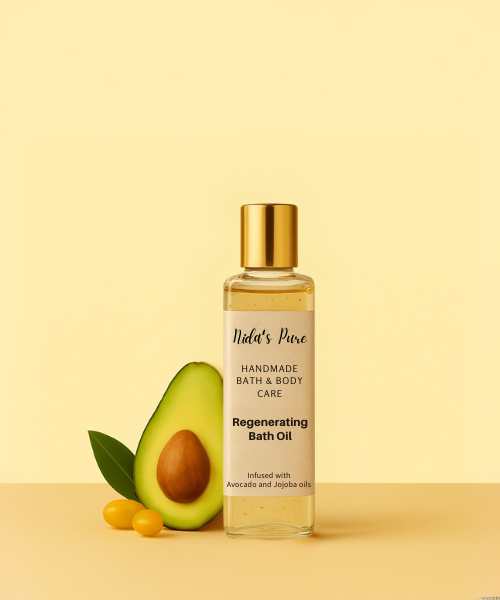 Nida's Pure
HANDMADE
BATH & BODY
CARE
Regenerating
Bath Oil
Infused with
Avocado and Jojoba oils